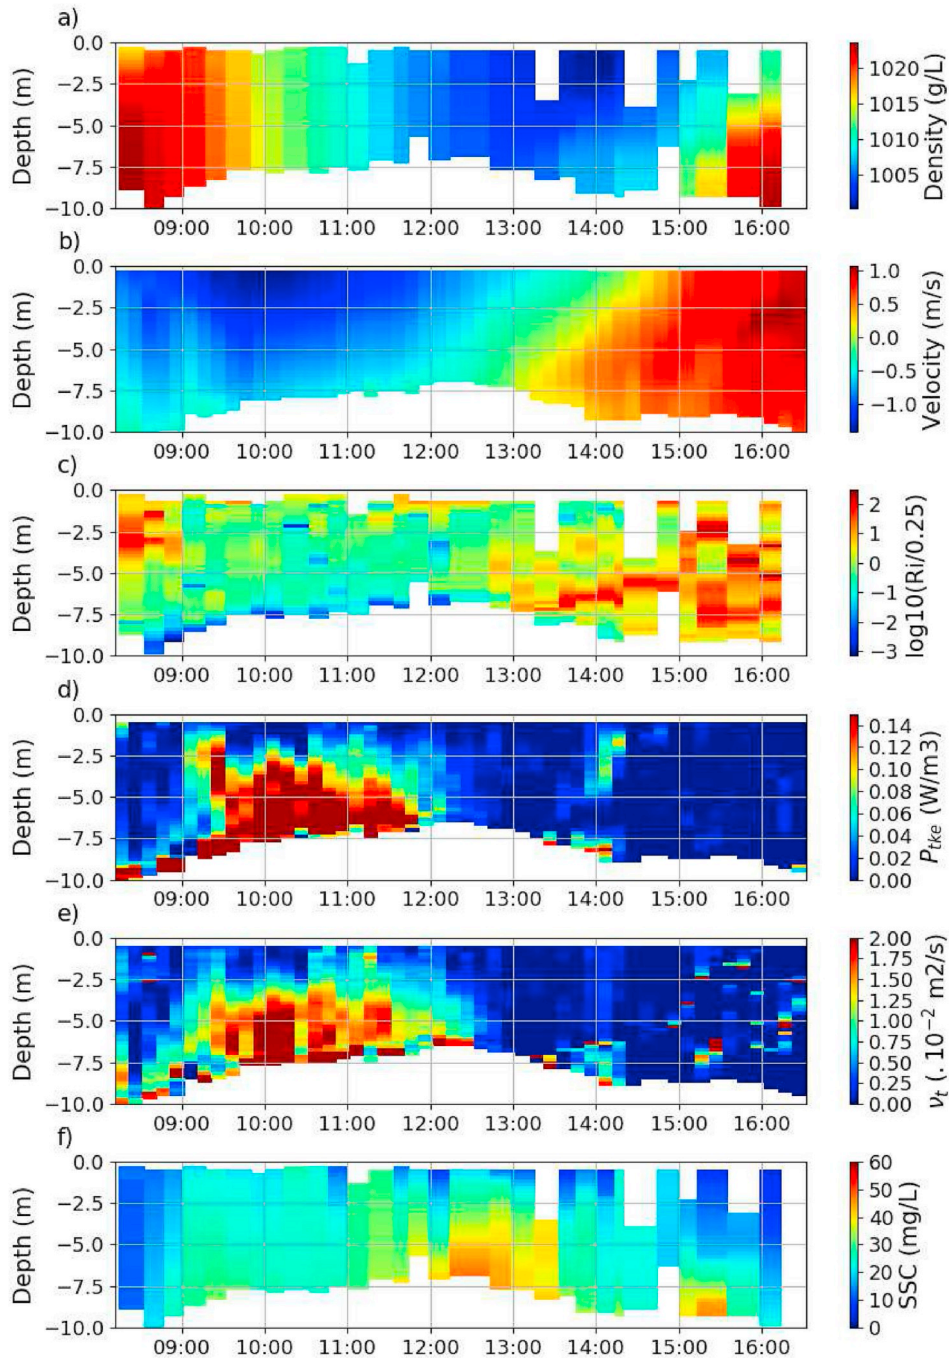 a)
0.0
−2.5
−5.0
−7.5
−10.0
Depth (m)
09:00 10:00 11:00 12:00 13:00 14:00 15:00 16:00
1020
1015
1010
1005
Density (g/L)
b)
0.0
−2.5
−5.0
−7.5
−10.0
Depth (m)
09:00 10:00 11:00 12:00 13:00 14:00 15:00 16:00
1.0
0.5
0.0
−0.5
−1.0
Velocity (m/s)
c)
0.0
−2.5
−5.0
−7.5
−10.0
Depth (m)
09:00 10:00 11:00 12:00 13:00 14:00 15:00 16:00
2
1
0
−1
−2
−3
log10(Ri/0.25)
d)
0.0
−2.5
−5.0
−7.5
−10.0
Depth (m)
09:00 10:00 11:00 12:00 13:00 14:00 15:00 16:00
0.14
0.12
0.10
0.08
0.06
0.04
0.02
0.00
P_tke (W/m3)
e)
0.0
−2.5
−5.0
−7.5
−10.0
Depth (m)
09:00 10:00 11:00 12:00 13:00 14:00 15:00 16:00
2.00
1.75
1.50
1.25
1.00
0.75
0.50
0.25
0.00
ν_t (. 10⁻² m2/s)
f)
0.0
−2.5
−5.0
−7.5
−10.0
Depth (m)
09:00 10:00 11:00 12:00 13:00 14:00 15:00 16:00
60
50
40
30
20
10
0
SSC (mg/L)